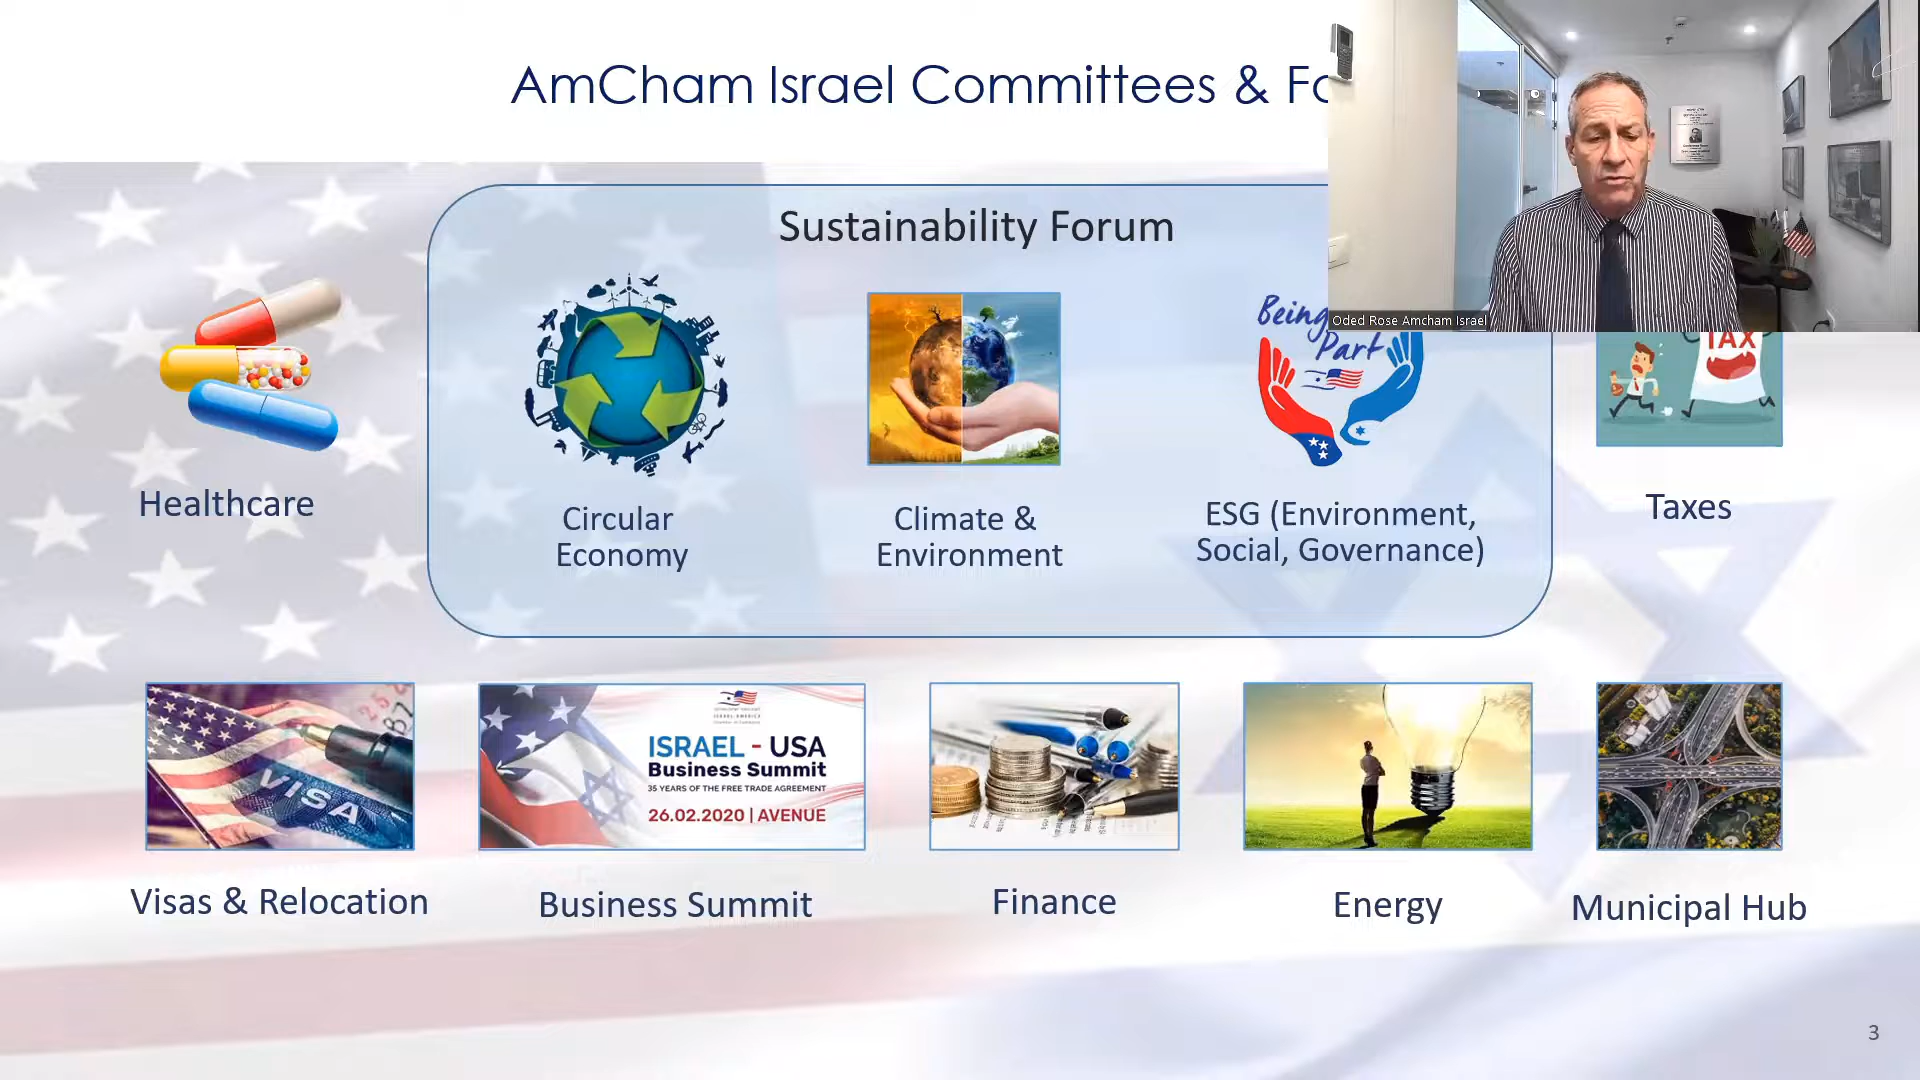 AmCham Israel Committees & Fo
Sustainability Forum
Being
Part
Oded Rose Amcham Israel
TAX
Healthcare
Circular
Economy
Climate &
Environment
ESG (Environment,
Social, Governance)
Taxes
VISA
ISRAEL - USA
Business Summit
35 YEARS OF THE FREE TRADE AGREEMENT
26.02.2020 | AVENUE
Visas & Relocation
Business Summit
Finance
Energy
Municipal Hub
3